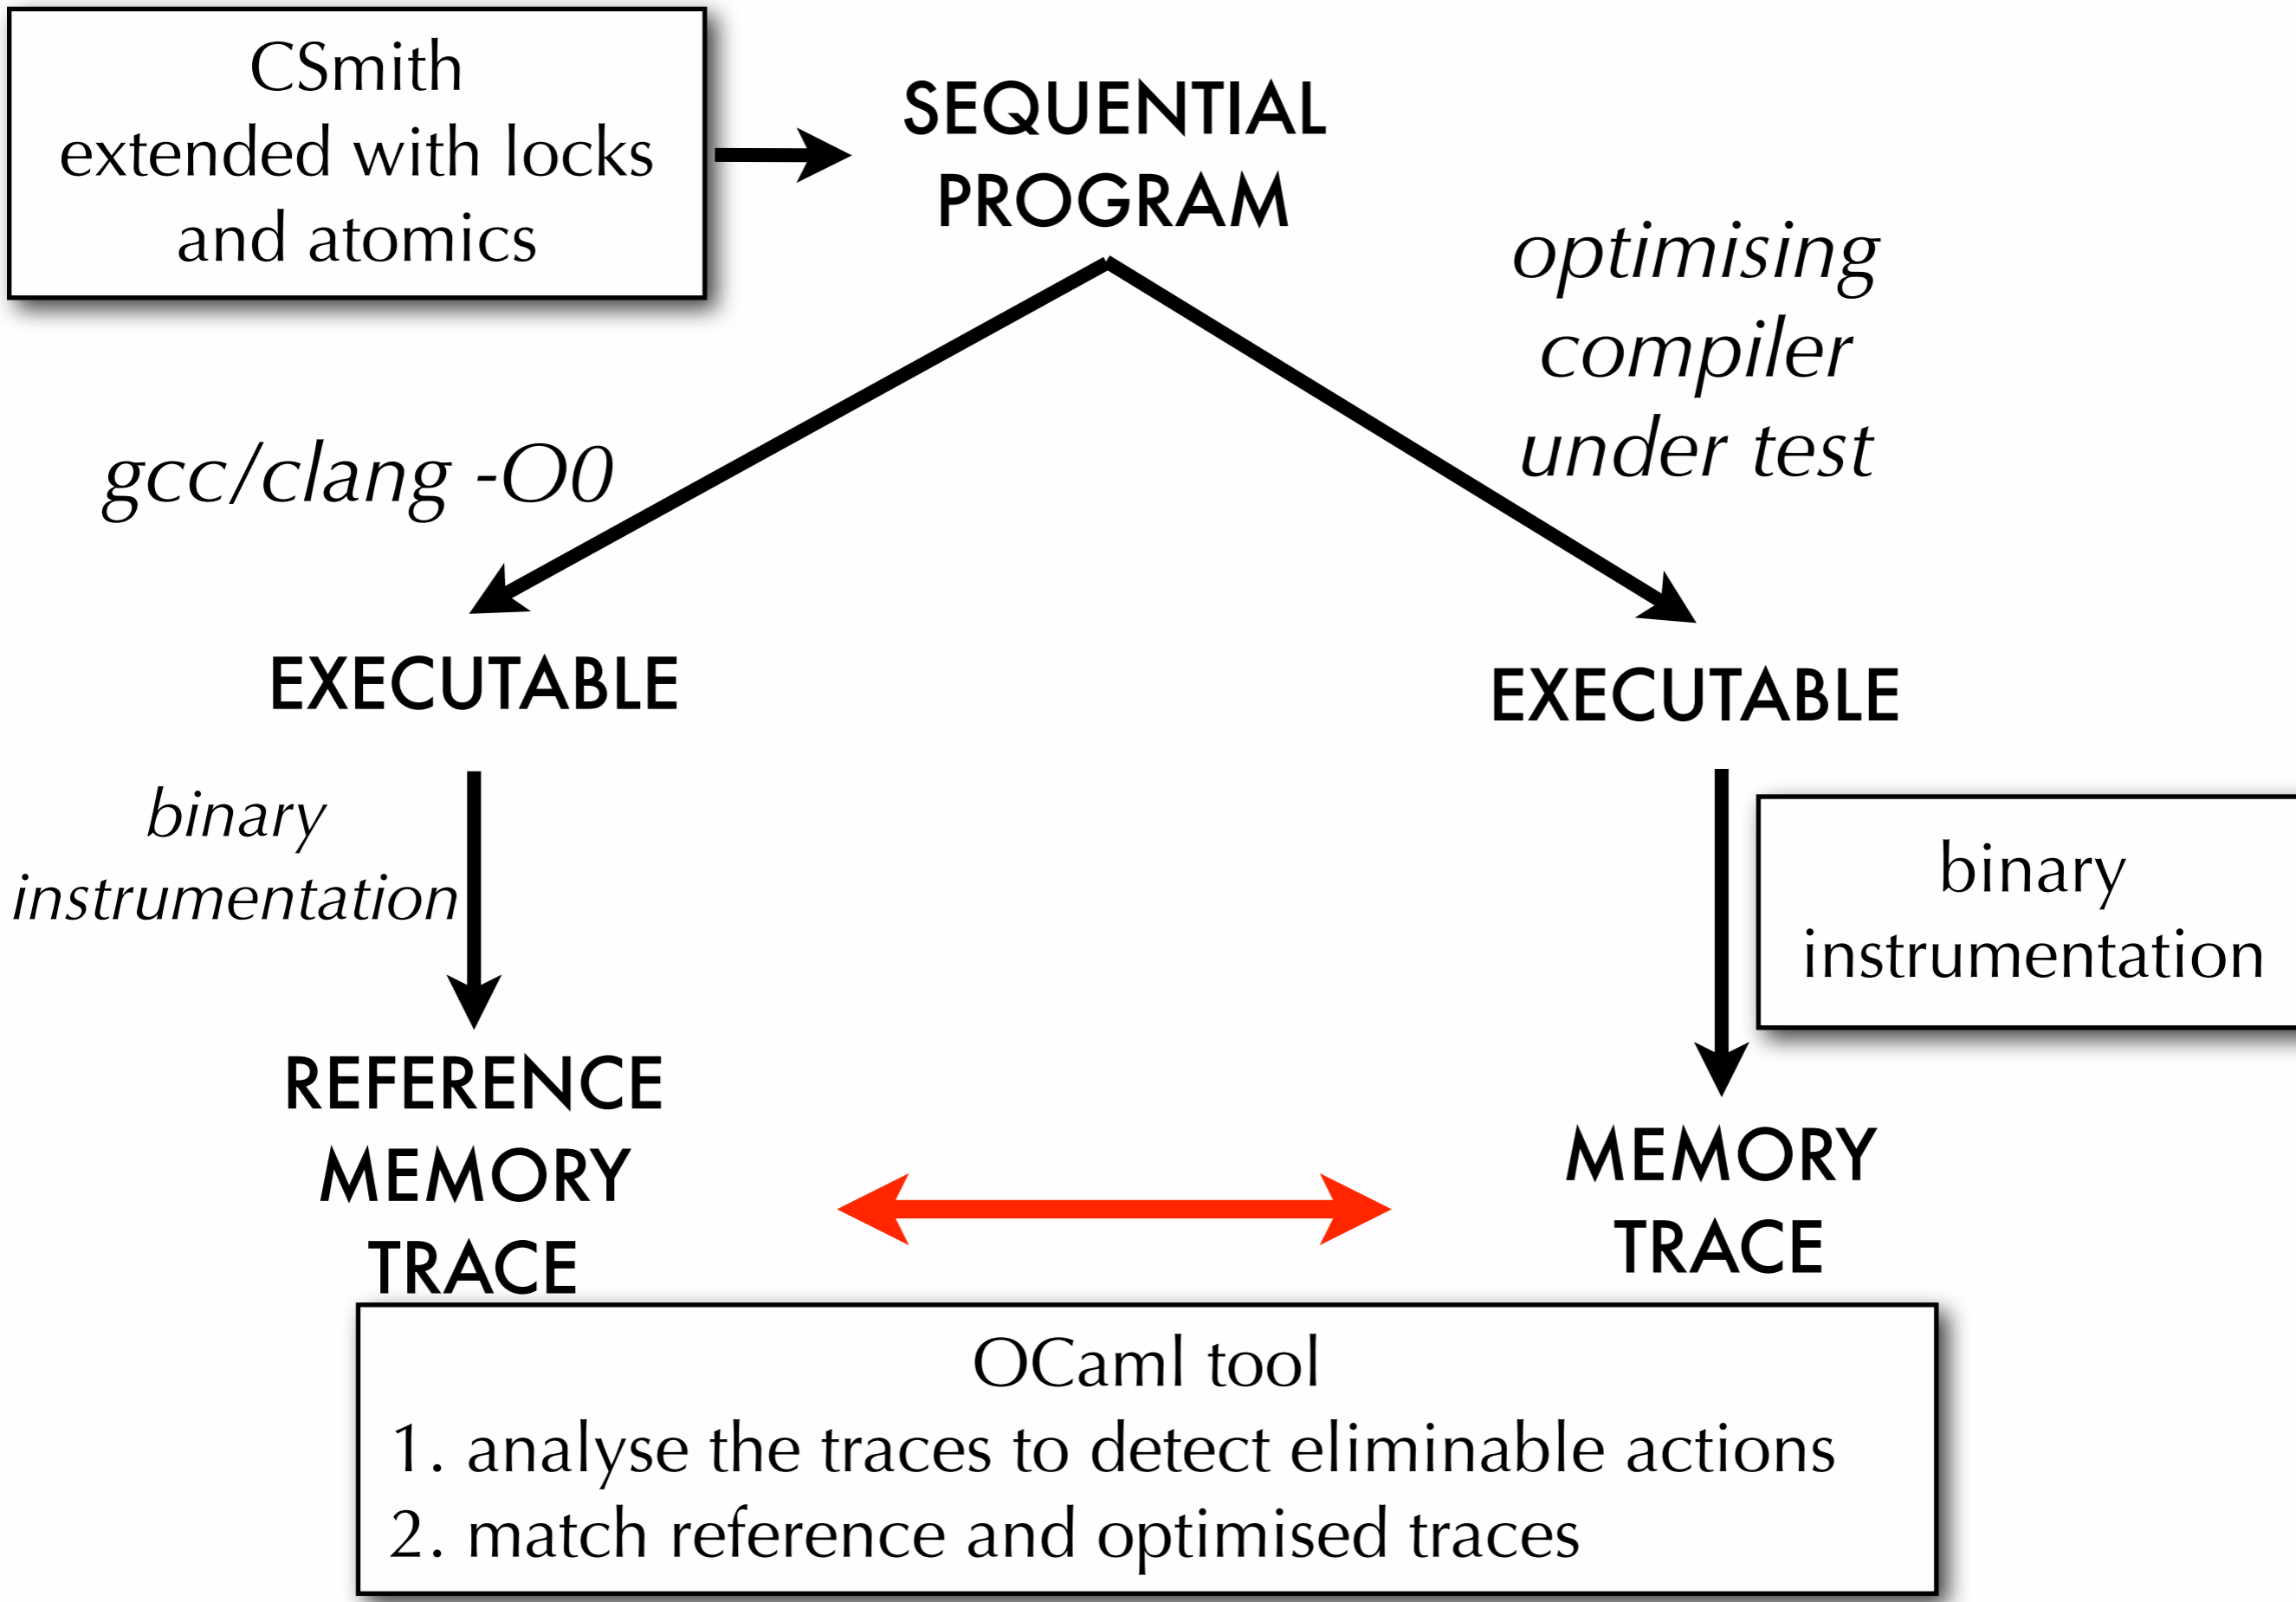 CSmith
extended with locks
and atomics
SEQUENTIAL
PROGRAM
optimising
compiler
under test
gcc/clang -O0
EXECUTABLE
EXECUTABLE
binary
instrumentation
binary
instrumentation
REFERENCE
MEMORY
TRACE
MEMORY
TRACE
OCaml tool
1. analyse the traces to detect eliminable actions
2. match reference and optimised traces